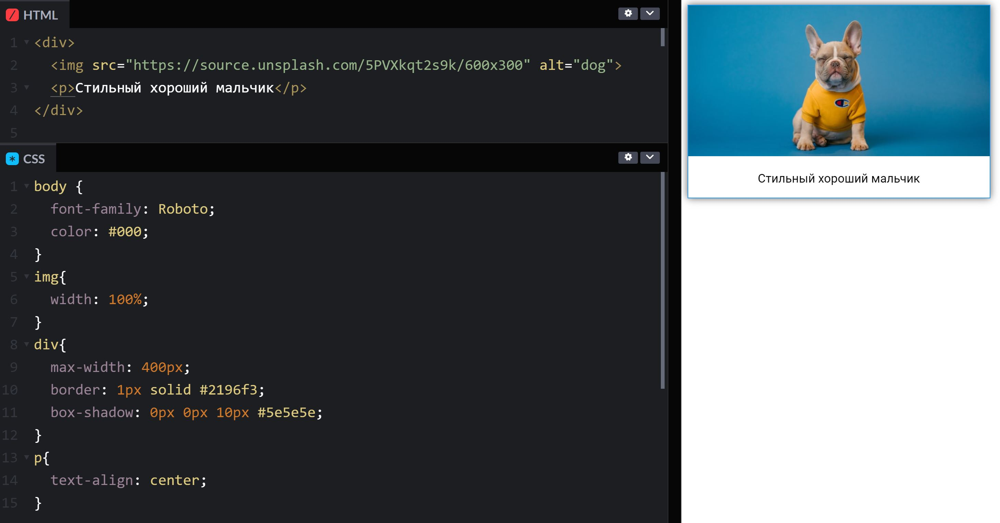 HTML
1 <div>
2 <img src="https://source.unsplash.com/5PVXkqt2s9k/600x300" alt="dog">
3 <p>Стильный хороший мальчик</p>
4 </div>
5
CSS
1 body {
2 font-family: Roboto;
3 color: #000;
4 }
5 img{
6 width: 100%;
7 }
8 div{
9 max-width: 400px;
10 border: 1px solid #2196f3;
11 box-shadow: 0px 0px 10px #5e5e5e;
12 }
13 p{
14 text-align: center;
15 }
Стильный хороший мальчик